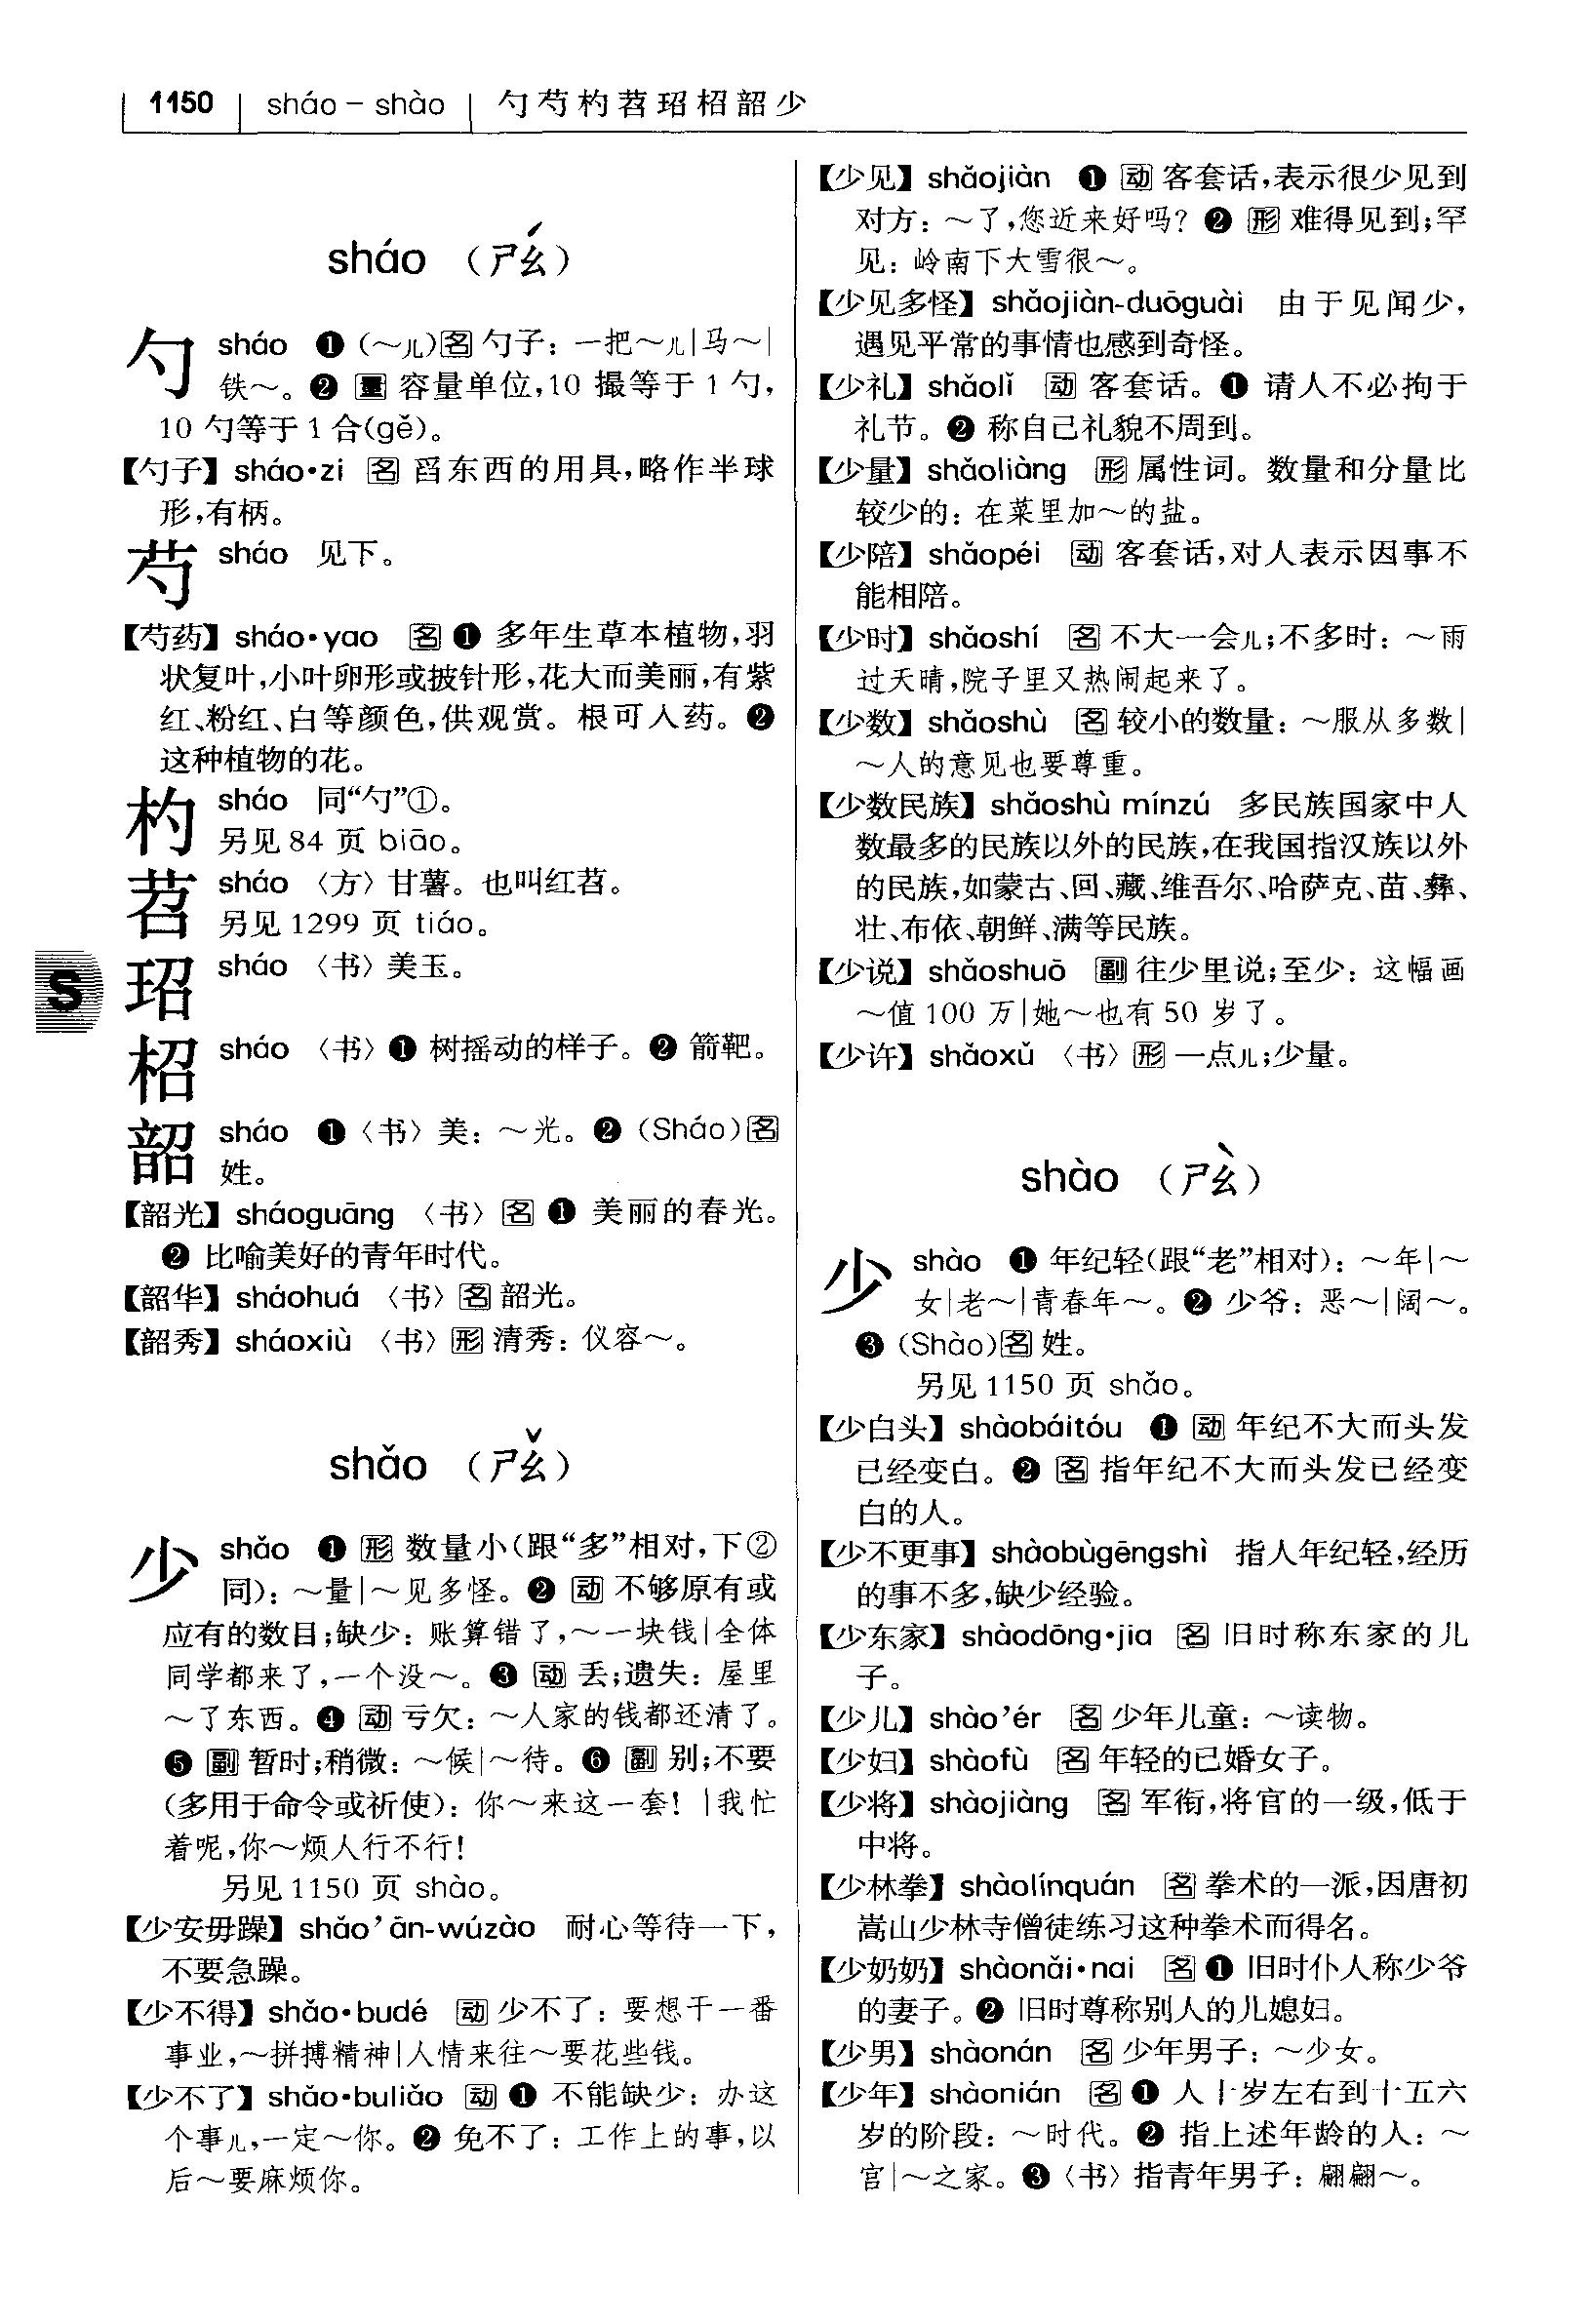 1150 sháo – shào 勺芍杓苕玿柖韶少
sháo （ㄕㄠˊ）
勺 sháo ❶（～儿）名 勺子：一把～儿｜马～｜
铁～。❷ 量 容量单位，10 撮等于 1 勺，
10 勺等于 1 合（gě）。
【勺子】sháo•zi 名 舀东西的用具，略作半球
形，有柄。
芍 sháo 见下。
【芍药】sháo•yao 名 ❶ 多年生草本植物，羽
状复叶，小叶卵形或披针形，花大而美丽，有紫
红、粉红、白等颜色，供观赏。根可入药。❷
这种植物的花。
杓 sháo 同“勺”①。
另见 84 页 biāo。
苕 sháo 〈方〉甘薯。也叫红苕。
另见 1299 页 tiáo。
玿 sháo 〈书〉美玉。
柖 sháo 〈书〉❶ 树摇动的样子。❷ 箭靶。
韶 sháo ❶〈书〉美：～光。❷（Sháo）名
姓。
【韶光】sháoguāng 〈书〉名 ❶ 美丽的春光。
❷ 比喻美好的青年时代。
【韶华】sháohuá 〈书〉名 韶光。
【韶秀】sháoxiù 〈书〉形 清秀：仪容～。
shǎo （ㄕㄠˇ）
少 shǎo ❶ 形 数量小（跟“多”相对，下②
同）：～量｜～见多怪。❷ 动 不够原有或
应有的数目；缺少：账算错了，～一块钱｜全体
同学都来了，一个没～。❸ 动 丢；遗失：屋里
～了东西。❹ 动 亏欠：～人家的钱都还清了。
❺ 副 暂时；稍微：～候｜～待。❻ 副 别；不要
（多用于命令或祈使）：你～来这一套！｜我忙
着呢，你～烦人行不行！
另见 1150 页 shào。
【少安毋躁】shǎo’ān-wúzào 耐心等待一下，
不要急躁。
【少不得】shǎo•budé 动 少不了：要想干一番
事业，～拼搏精神｜人情来往～要花些钱。
【少不了】shǎo•buliǎo 动 ❶ 不能缺少：办这
个事儿，一定～你。❷ 免不了：工作上的事，以
后～要麻烦你。
【少见】shǎojiàn ❶ 动 客套话，表示很少见到
对方：～了，您近来好吗？❷ 形 难得见到；罕
见：岭南下大雪很～。
【少见多怪】shǎojiàn-duōguài 由于见闻少，
遇见平常的事情也感到奇怪。
【少礼】shǎolǐ 动 客套话。❶ 请人不必拘于
礼节。❷ 称自己礼貌不周到。
【少量】shǎoliàng 形 属性词。数量和分量比
较少的：在菜里加～的盐。
【少陪】shǎopéi 动 客套话，对人表示因事不
能相陪。
【少时】shǎoshí 名 不大一会儿；不多时：～雨
过天晴，院子里又热闹起来了。
【少数】shǎoshù 名 较小的数量：～服从多数｜
～人的意见也要尊重。
【少数民族】shǎoshù mínzú 多民族国家中人
数最多的民族以外的民族，在我国指汉族以外
的民族，如蒙古、回、藏、维吾尔、哈萨克、苗、彝、
壮、布依、朝鲜、满等民族。
【少说】shǎoshuō 副 往少里说；至少：这幅画
～值 100 万｜她～也有 50 岁了。
【少许】shǎoxǔ 〈书〉形 一点儿；少量。
shào （ㄕㄠˋ）
少 shào ❶ 年纪轻（跟“老”相对）：～年｜～
女｜老～｜青春年～。❷ 少爷：恶～｜阔～。
❸（Shào）名 姓。
另见 1150 页 shǎo。
【少白头】shàobáitóu ❶ 动 年纪不大而头发
已经变白。❷ 名 指年纪不大而头发已经变
白的人。
【少不更事】shàobùgēngshì 指人年纪轻，经历
的事不多，缺少经验。
【少东家】shàodōng•jia 名 旧时称东家的儿
子。
【少儿】shào’ér 名 少年儿童：～读物。
【少妇】shàofù 名 年轻的已婚女子。
【少将】shàojiàng 名 军衔，将官的一级，低于
中将。
【少林拳】shàolínquán 名 拳术的一派，因唐初
嵩山少林寺僧徒练习这种拳术而得名。
【少奶奶】shàonǎi•nai 名 ❶ 旧时仆人称少爷
的妻子。❷ 旧时尊称别人的儿媳妇。
【少男】shàonán 名 少年男子：～少女。
【少年】shàonián 名 ❶ 人十岁左右到十五六
岁的阶段：～时代。❷ 指上述年龄的人：～
宫｜～之家。❸〈书〉指青年男子：翩翩～。
S